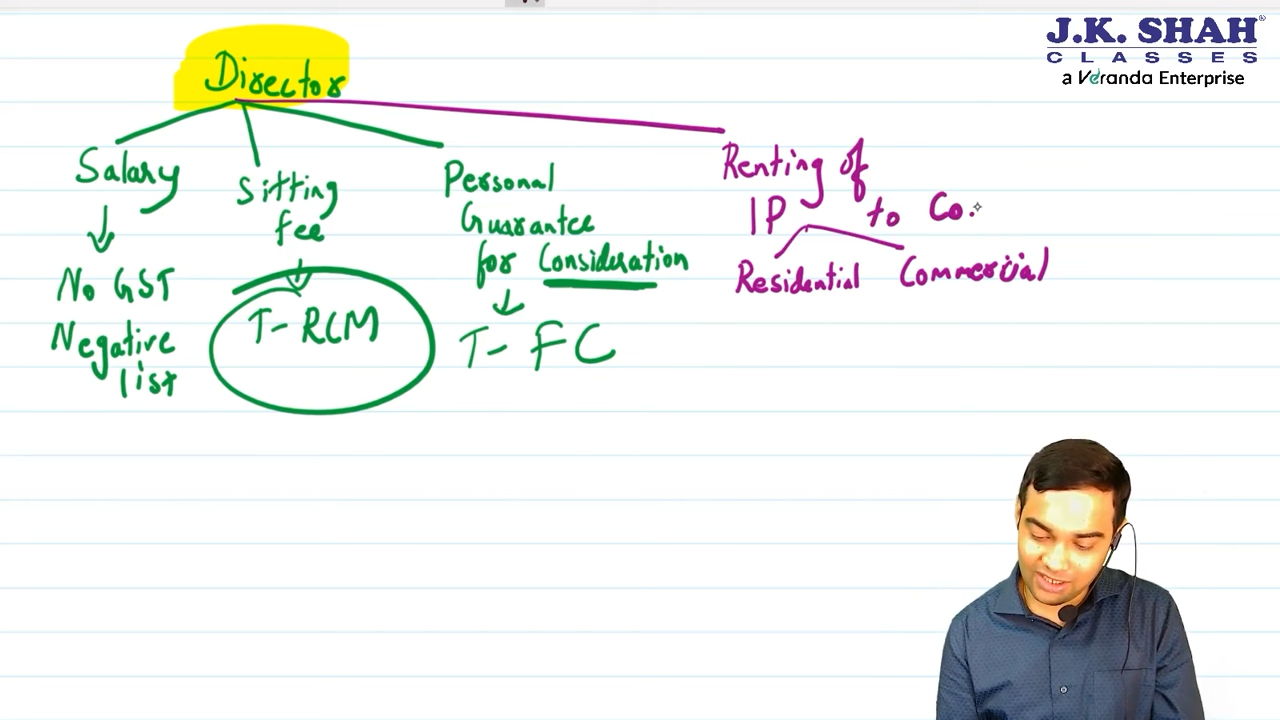 J.K. SHAH®
CLASSES
a Veranda Enterprise
Director
Salary
↓
No GST
Negative
list
Sitting
fee
↓
T- RCM
Personal
Guarantee
for Consideration
↓
T- FC
Renting of
IP to Co.
Residential Commercial